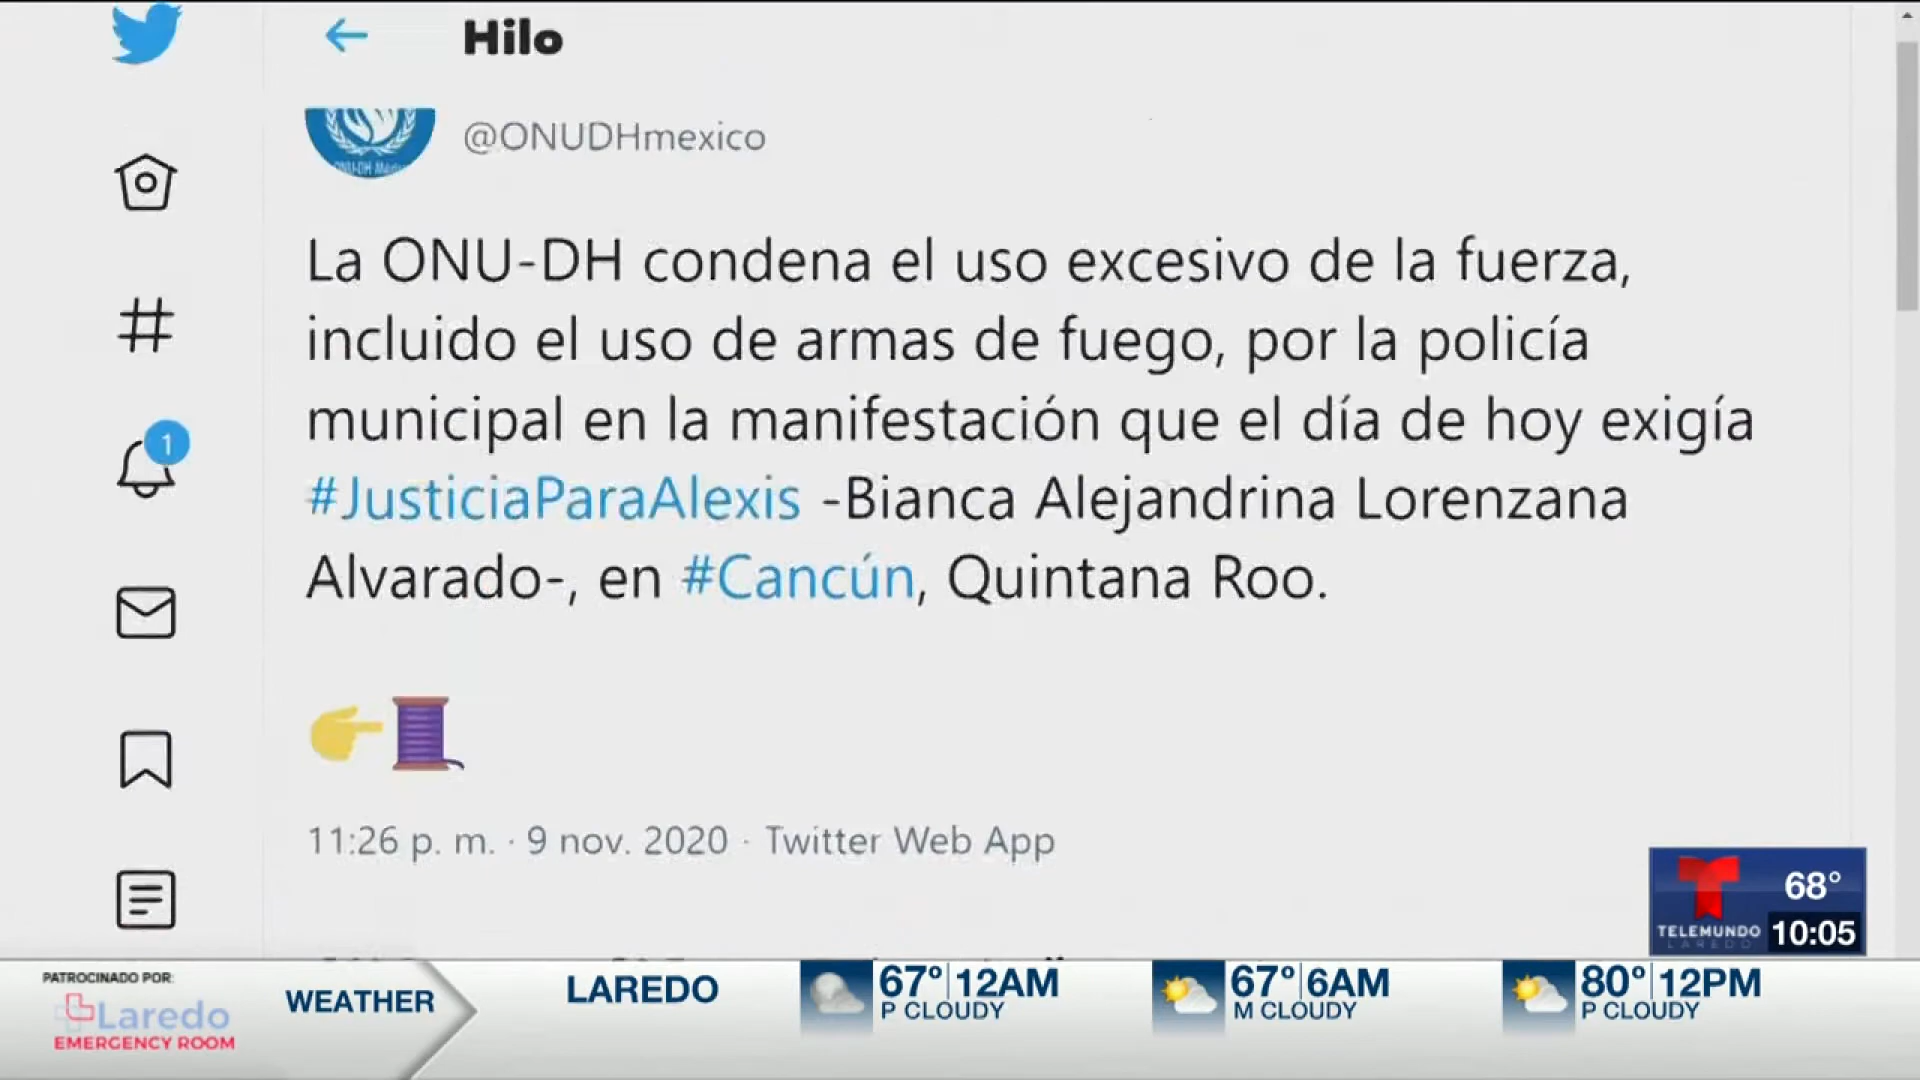 Hilo
@ONUDHmexico
La ONU-DH condena el uso excesivo de la fuerza,
incluido el uso de armas de fuego, por la policía
municipal en la manifestación que el día de hoy exigía
#JusticiaParaAlexis -Bianca Alejandrina Lorenzana
Alvarado-, en #Cancún, Quintana Roo.
1
11:26 p. m. · 9 nov. 2020 · Twitter Web App
68°
TELEMUNDO
LAREDO
10:05
PATROCINADO POR:
Laredo
EMERGENCY ROOM
WEATHER
LAREDO
67° 12AM
P CLOUDY
67° 6AM
M CLOUDY
80° 12PM
P CLOUDY